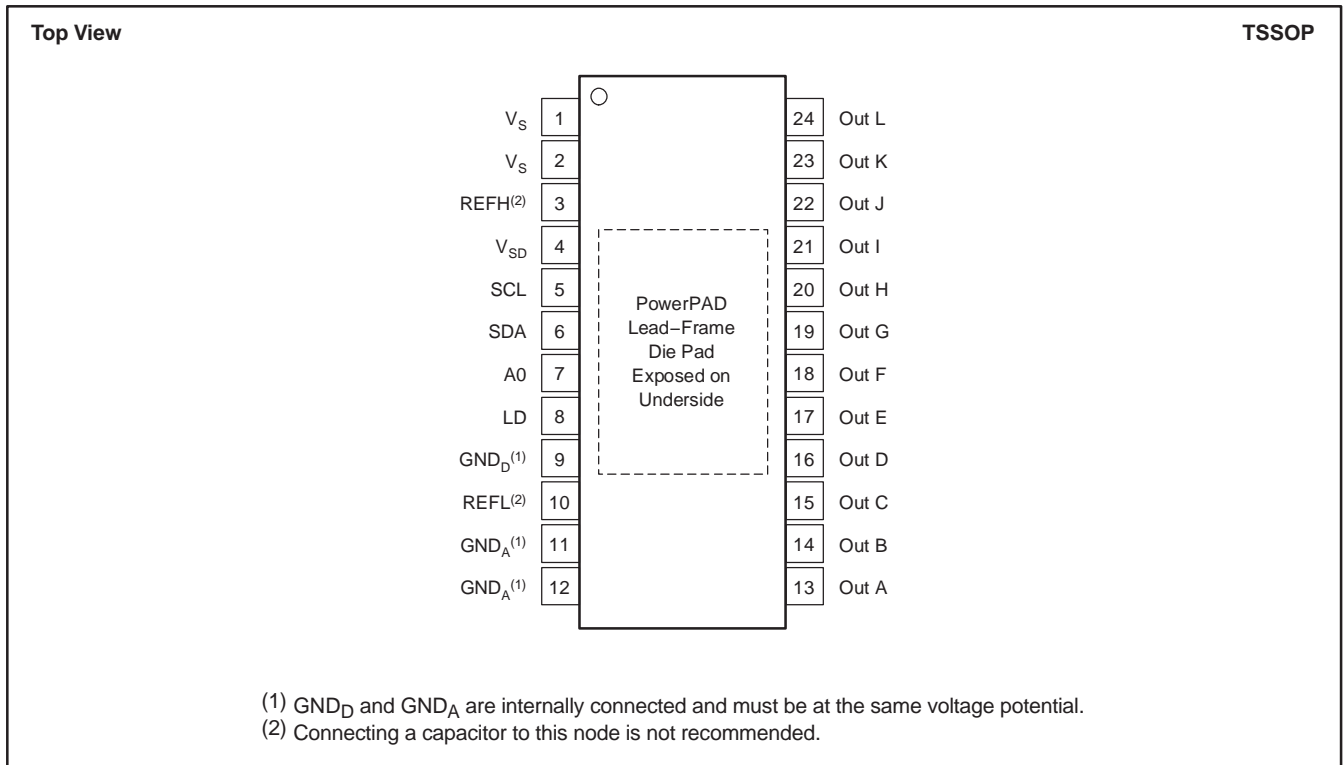 Top View
TSSOP
V_S 1
V_S 2
REFH(2) 3
V_SD 4
SCL 5
SDA 6
A0 7
LD 8
GND_D(1) 9
REFL(2) 10
GND_A(1) 11
GND_A(1) 12
PowerPAD
Lead−Frame
Die Pad
Exposed on
Underside
24 Out L
23 Out K
22 Out J
21 Out I
20 Out H
19 Out G
18 Out F
17 Out E
16 Out D
15 Out C
14 Out B
13 Out A
(1) GND_D and GND_A are internally connected and must be at the same voltage potential.
(2) Connecting a capacitor to this node is not recommended.